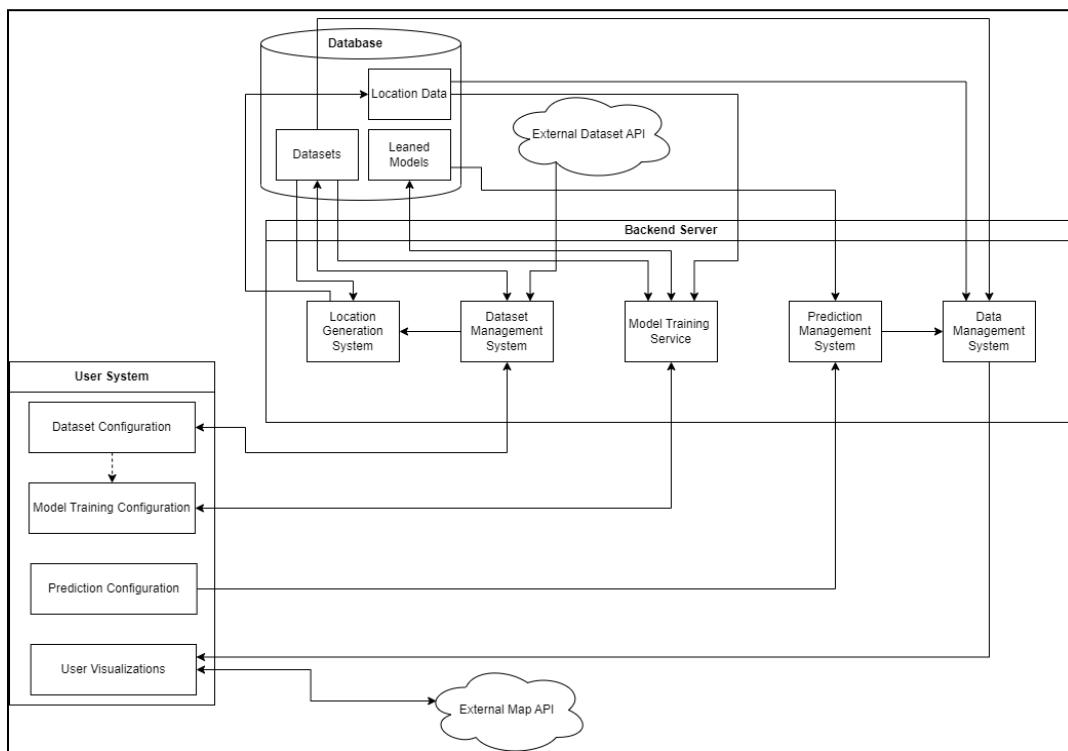 Database
Location Data
External Dataset API
Datasets
Leaned
Models
Backend Server
Location
Generation
System
Dataset
Management
System
Model Training
Service
Prediction
Management
System
Data
Management
System
User System
Dataset Configuration
Model Training Configuration
Prediction Configuration
User Visualizations
External Map API